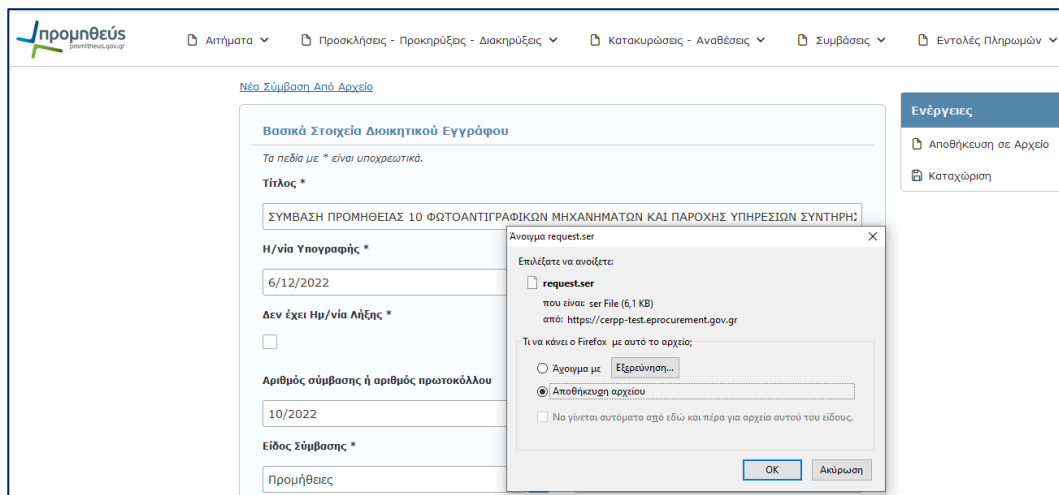 προμηθεύς
promitheus.gov.gr
Αιτήματα Προσκλήσεις - Προκηρύξεις - Διακηρύξεις Κατακυρώσεις - Αναθέσεις Συμβάσεις Εντολές Πληρωμών
Νέα Σύμβαση Από Αρχείο
Ενέργειες
Αποθήκευση σε Αρχείο
Καταχώριση
Βασικά Στοιχεία Διοικητικού Εγγράφου
Τα πεδία με * είναι υποχρεωτικά.
Τίτλος *
ΣΥΜΒΑΣΗ ΠΡΟΜΗΘΕΙΑΣ 10 ΦΩΤΟΑΝΤΙΓΡΑΦΙΚΩΝ ΜΗΧΑΝΗΜΑΤΩΝ ΚΑΙ ΠΑΡΟΧΗΣ ΥΠΗΡΕΣΙΩΝ ΣΥΝΤΗΡΗΣ
Η/νία Υπογραφής *
6/12/2022
Δεν έχει Ημ/νία Λήξης *
Αριθμός σύμβασης ή αριθμός πρωτοκόλλου
10/2022
Είδος Σύμβασης *
Προμήθειες
Άνοιγμα request.ser
Επιλέξατε να ανοίξετε:
request.ser
που είναι: ser File (6,1 KB)
από: https://cerpp-test.eprocurement.gov.gr
Τι να κάνει ο Firefox με αυτό το αρχείο;
Άνοιγμα με Εξερεύνηση...
Αποθήκευση αρχείου
Να γίνεται αυτόματα από εδώ και πέρα για αρχεία αυτού του είδους.
OK Ακύρωση